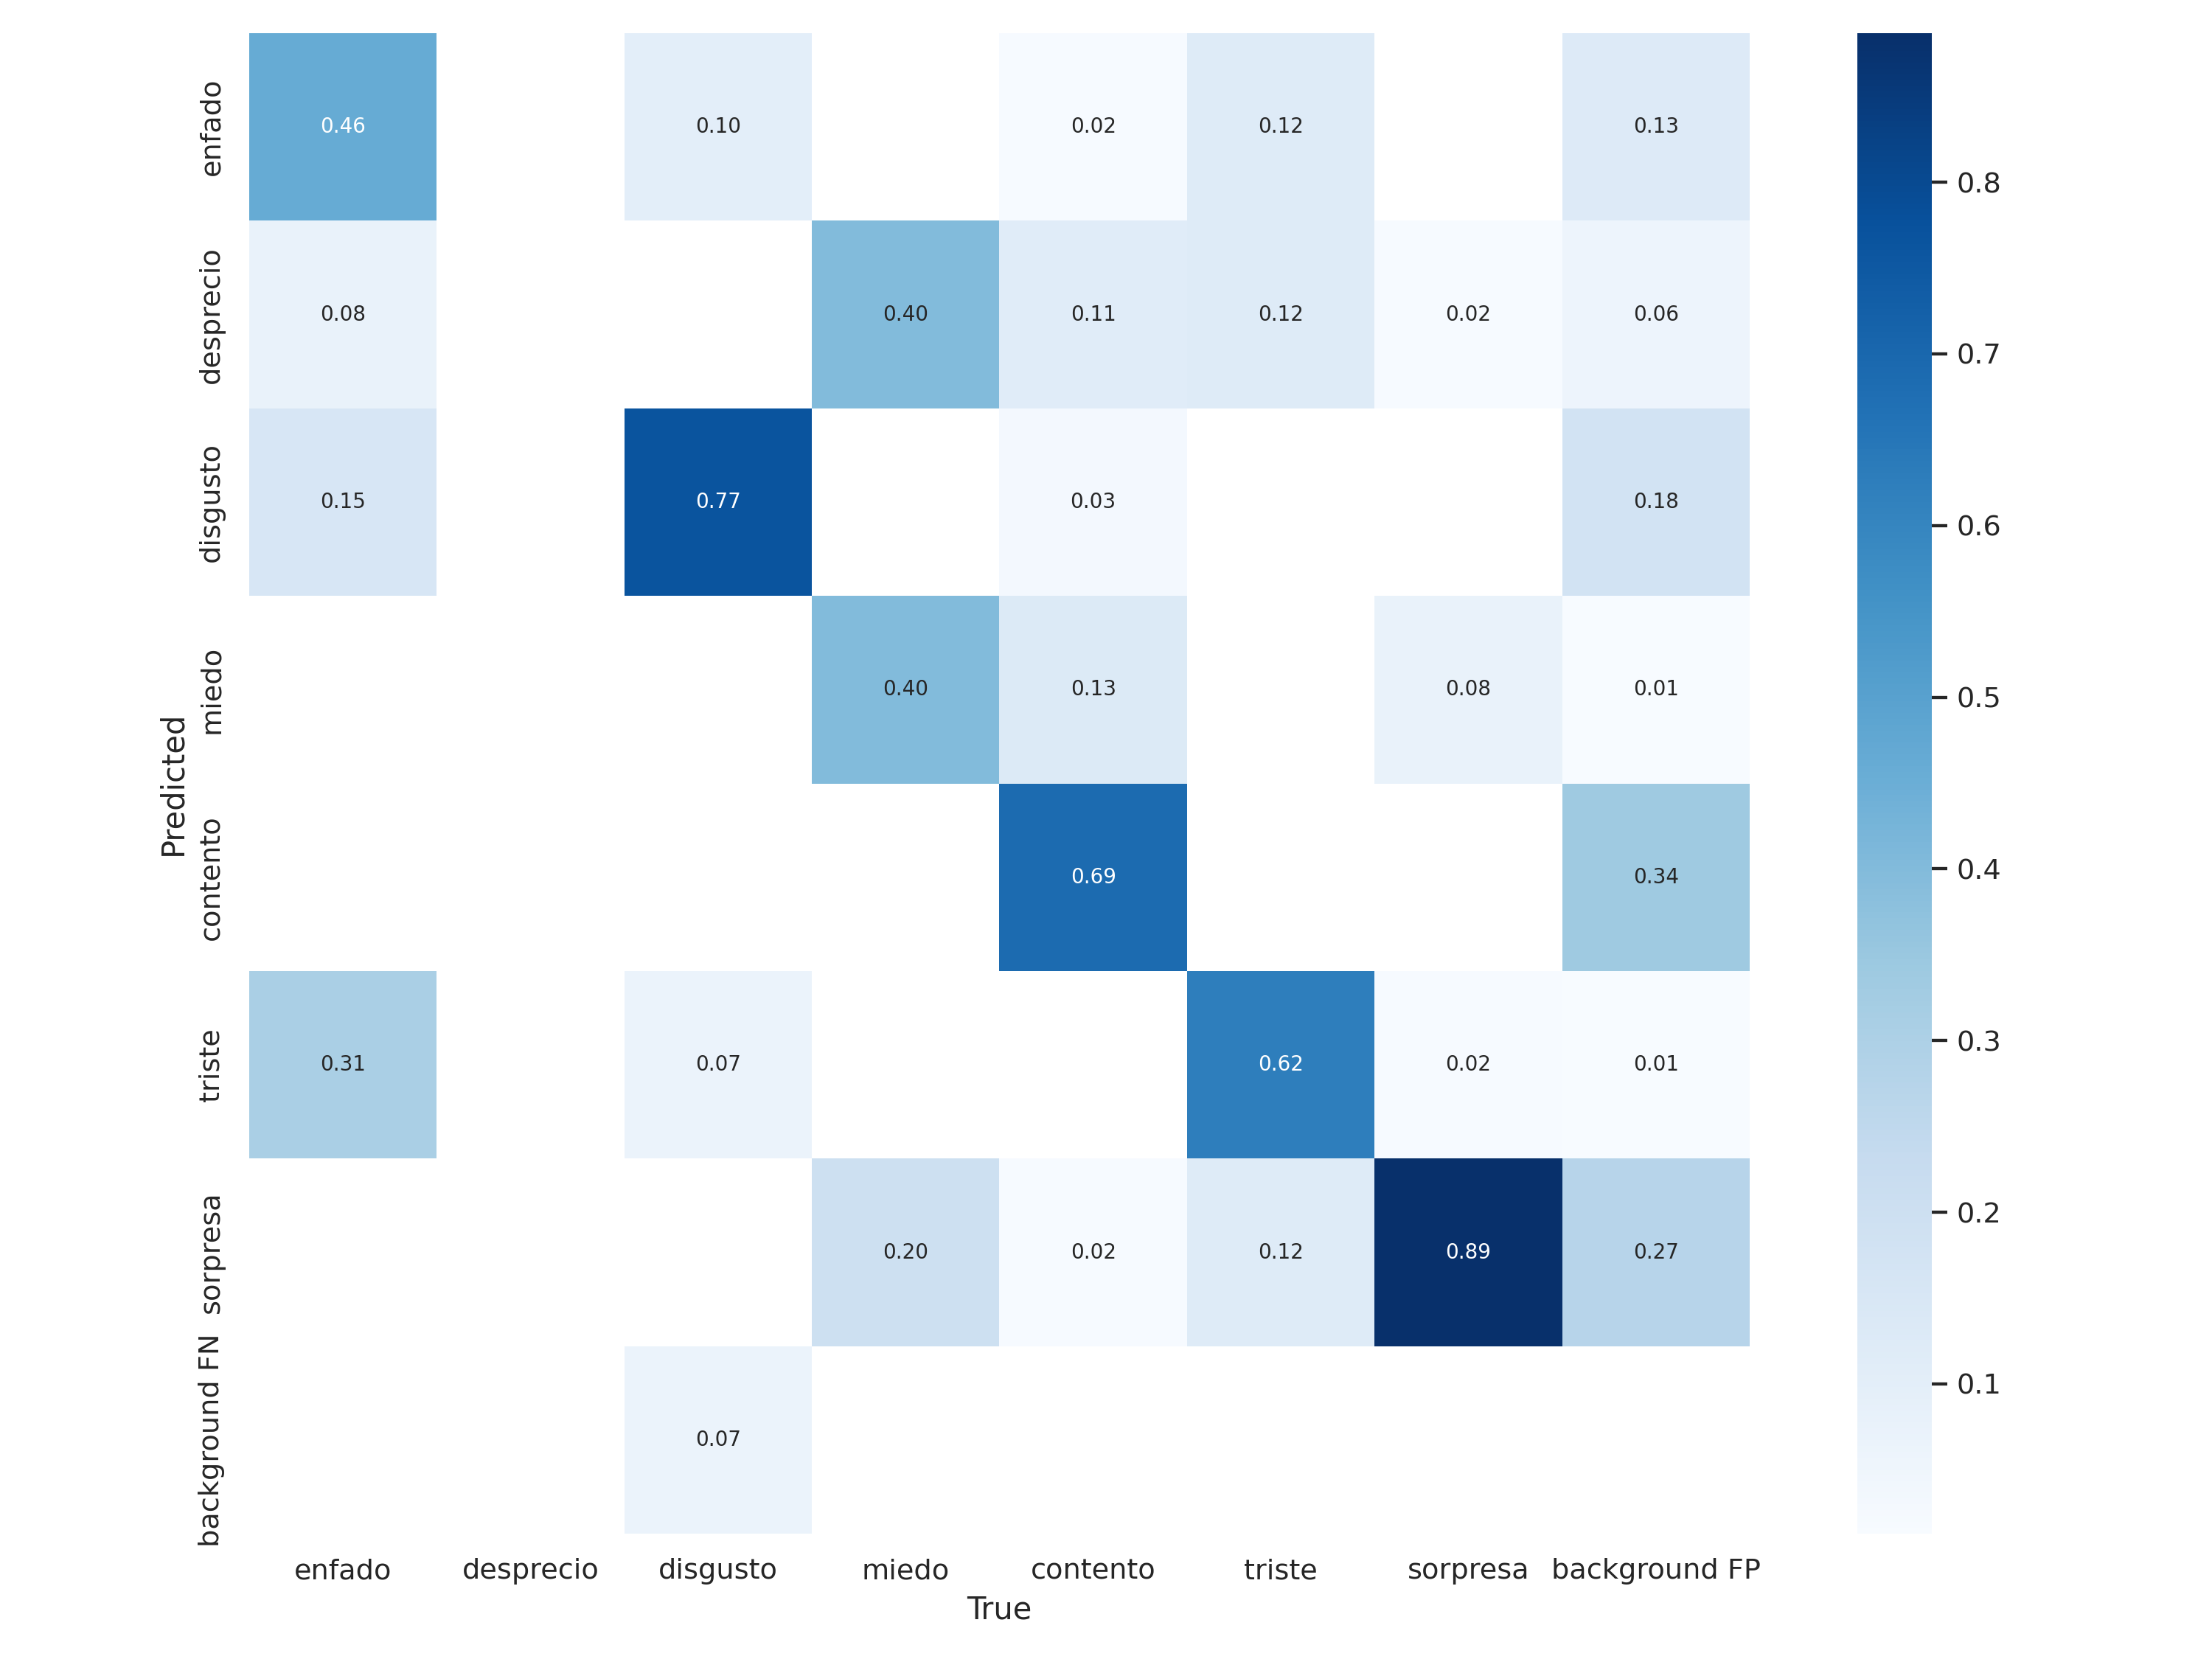 enfado 0.46 0.10 0.02 0.12 0.13
desprecio 0.08 0.40 0.11 0.12 0.02 0.06
disgusto 0.15 0.77 0.03 0.18
miedo 0.40 0.13 0.08 0.01
contento 0.69 0.34
triste 0.31 0.07 0.62 0.02 0.01
sorpresa 0.20 0.02 0.12 0.89 0.27
background FN 0.07
Predicted
enfado desprecio disgusto miedo contento triste sorpresa background FP
True
0.8
0.7
0.6
0.5
0.4
0.3
0.2
0.1